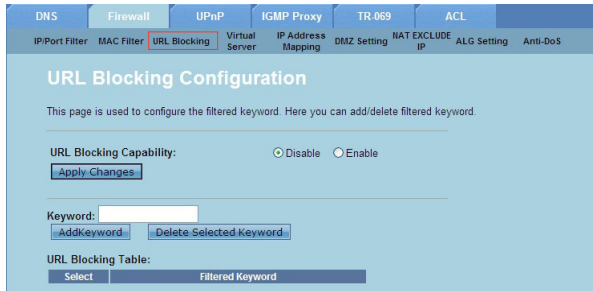 DNS Firewall UPnP IGMP Proxy TR-069 ACL
IP/Port Filter MAC Filter URL Blocking Virtual Server IP Address Mapping DMZ Setting NAT EXCLUDE IP ALG Setting Anti-DoS
URL Blocking Configuration
This page is used to configure the filtered keyword. Here you can add/delete filtered keyword.
URL Blocking Capability: Disable Enable
Apply Changes
Keyword:
AddKeyword Delete Selected Keyword
URL Blocking Table:
Select Filtered Keyword